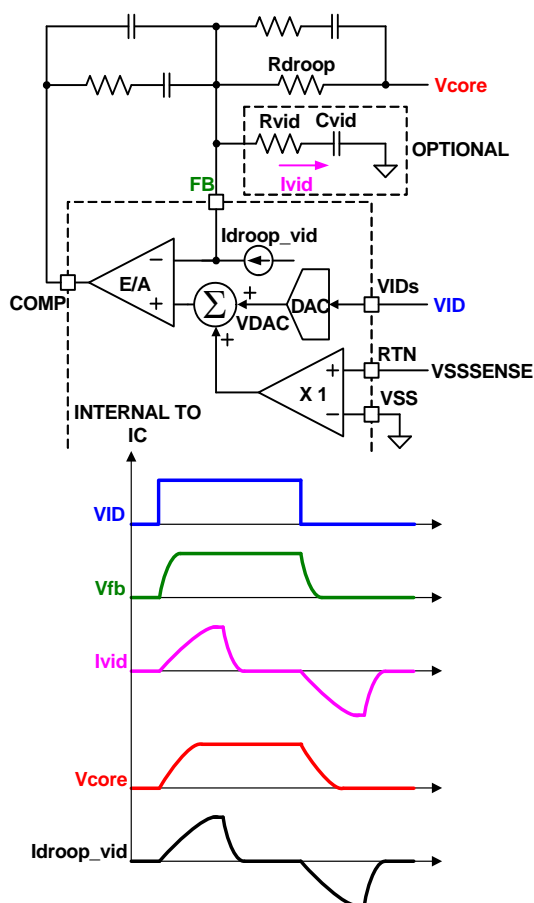 Rdroop
Vcore
Rvid
Cvid
OPTIONAL
Ivid
FB
Idroop_vid
E/A
−
+
COMP
Σ
+
+
VDAC
DAC
VIDs
VID
RTN
VSSSENSE
X 1
+
−
VSS
INTERNAL TO
IC
VID
Vfb
Ivid
Vcore
Idroop_vid